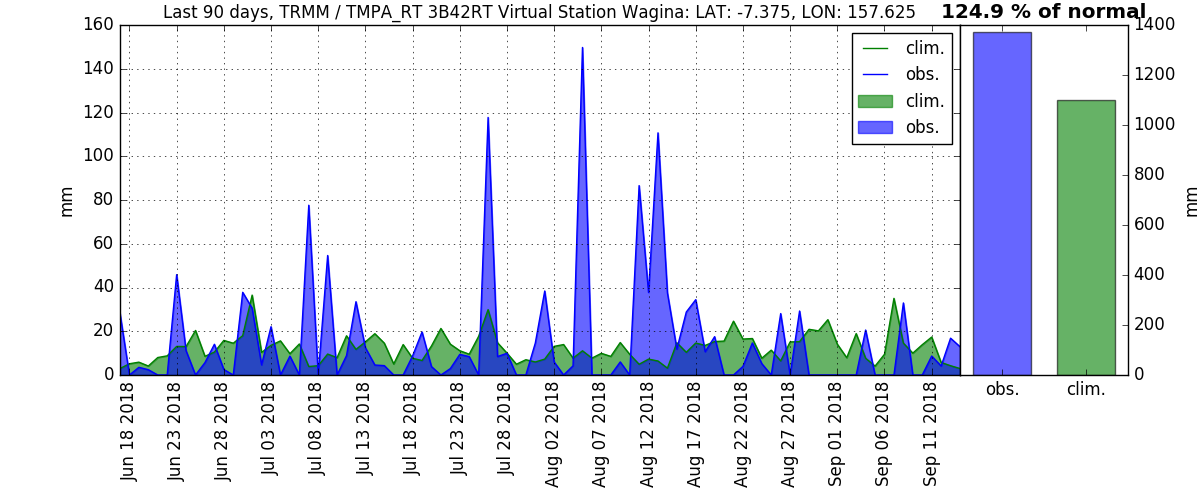 Last 90 days, TRMM / TMPA_RT 3B42RT Virtual Station Wagina: LAT: -7.375, LON: 157.625
124.9 % of normal
160
140
120
100
80
60
40
20
0
mm
clim.
obs.
clim.
obs.
1400
1200
1000
800
600
400
200
0
mm
Jun 18 2018
Jun 23 2018
Jun 28 2018
Jul 03 2018
Jul 08 2018
Jul 13 2018
Jul 18 2018
Jul 23 2018
Jul 28 2018
Aug 02 2018
Aug 07 2018
Aug 12 2018
Aug 17 2018
Aug 22 2018
Aug 27 2018
Sep 01 2018
Sep 06 2018
Sep 11 2018
obs.
clim.